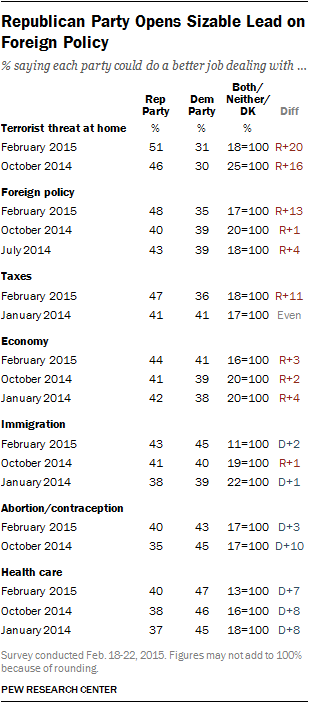 Republican Party Opens Sizable Lead on
Foreign Policy
% saying each party could do a better job dealing with ...
Rep Party Dem Party Both/ Neither/ DK Diff
Terrorist threat at home % % %
February 2015 51 31 18=100 R+20
October 2014 46 30 25=100 R+16
Foreign policy
February 2015 48 35 17=100 R+13
October 2014 40 39 20=100 R+1
July 2014 43 39 18=100 R+4
Taxes
February 2015 47 36 18=100 R+11
January 2014 41 41 17=100 Even
Economy
February 2015 44 41 16=100 R+3
October 2014 41 39 20=100 R+2
January 2014 42 38 20=100 R+4
Immigration
February 2015 43 45 11=100 D+2
October 2014 41 40 19=100 R+1
January 2014 38 39 22=100 D+1
Abortion/contraception
February 2015 40 43 17=100 D+3
October 2014 35 45 17=100 D+10
Health care
February 2015 40 47 13=100 D+7
October 2014 38 46 16=100 D+8
January 2014 37 45 18=100 D+8
Survey conducted Feb. 18-22, 2015. Figures may not add to 100%
because of rounding.
PEW RESEARCH CENTER